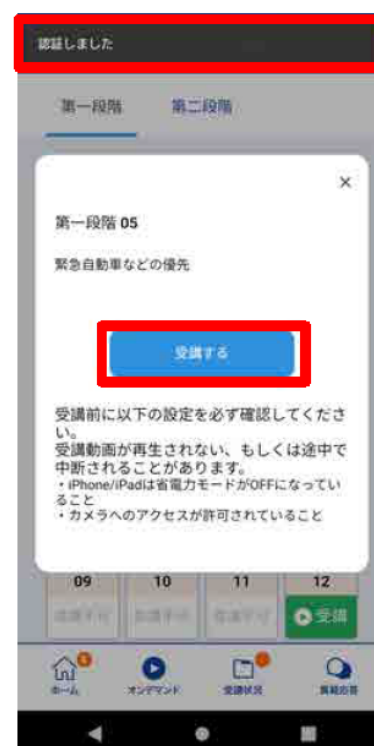 認証しました
第一段階 第二段階
×
第一段階 05
緊急自動車などの優先
受講する
受講前に以下の設定を必ず確認してくださ
い。
受講動画が再生されない、もしくは途中で
中断されることがあります。
・iPhone/iPadは省電力モードがOFFになってい
ること
・カメラへのアクセスが許可されていること
09 10 11 12
受講
ホーム オンデマンド 受講状況 質疑応答